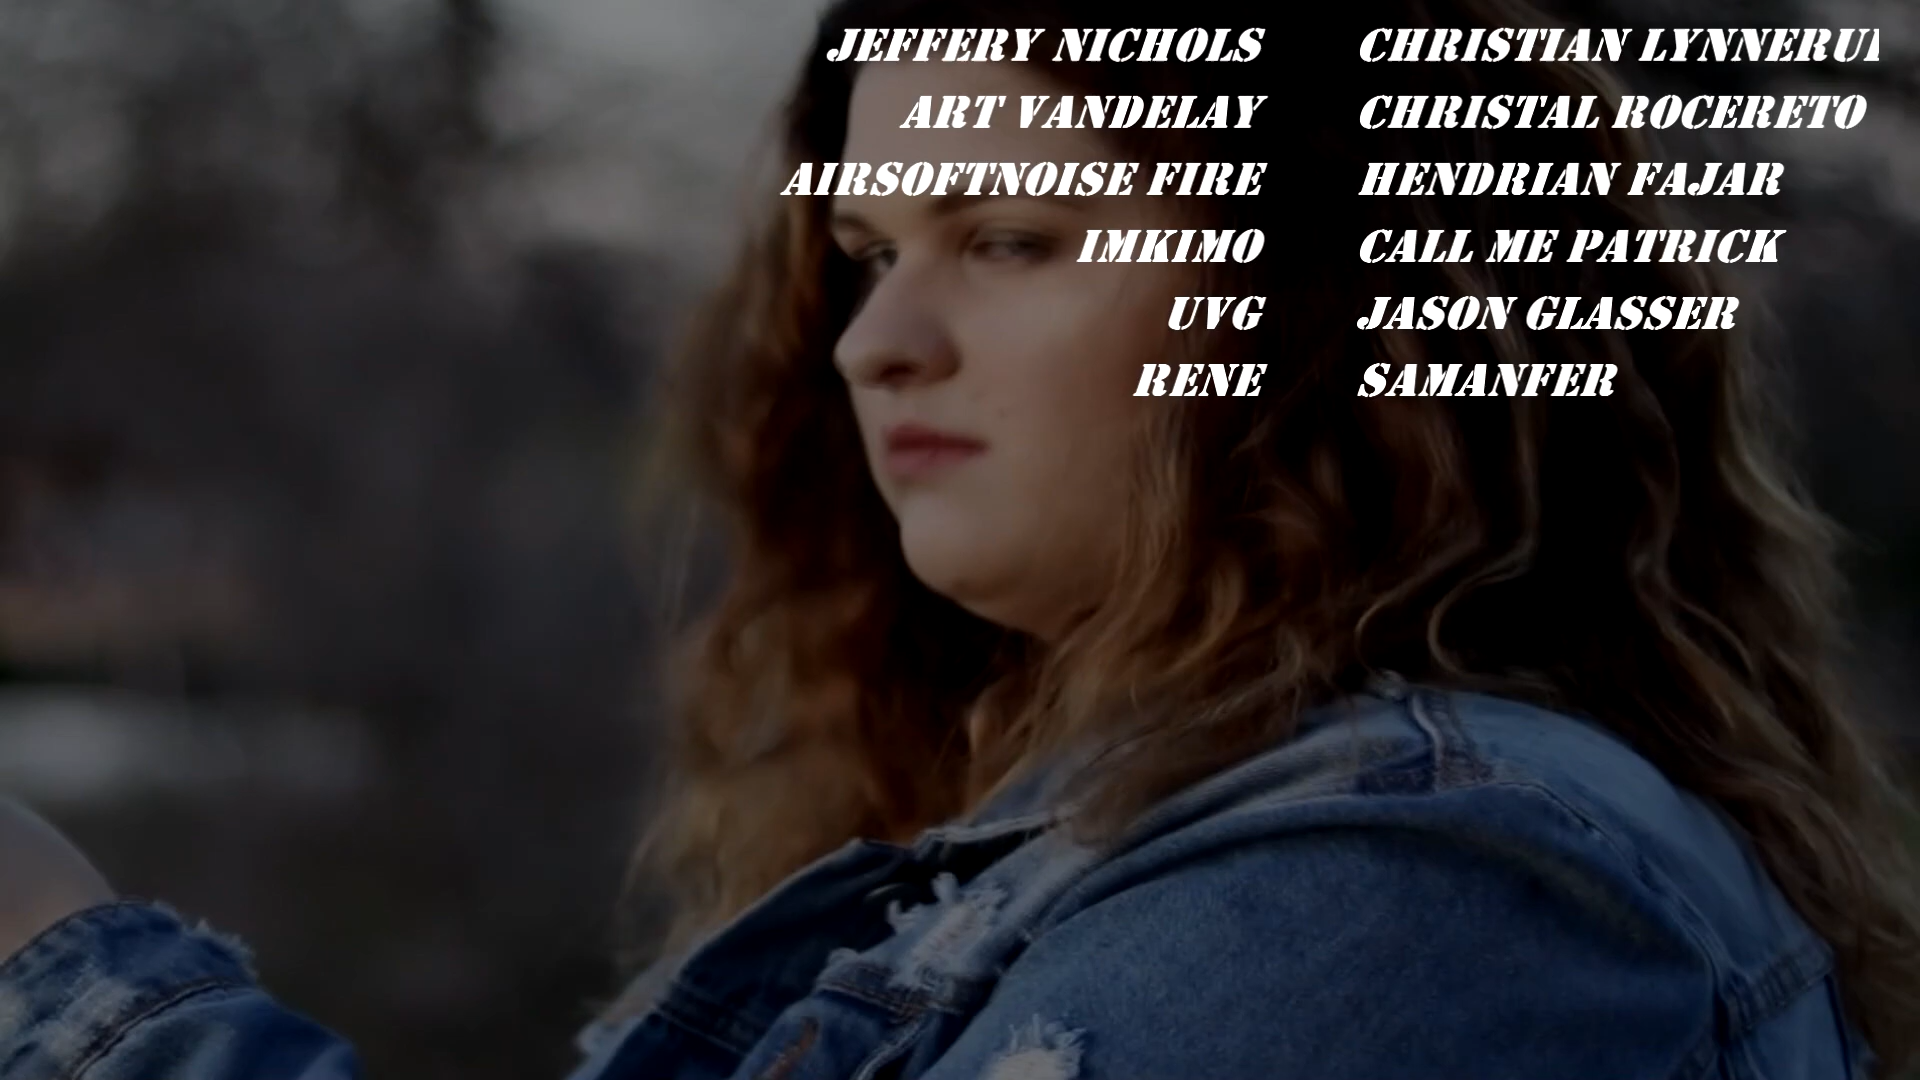 JEFFERY NICHOLS
ART VANDELAY
AIRSOFTNOISE FIRE
IMKIMO
UVG
RENE
CHRISTIAN
CHRISTAL ROCERETO
HENDRIAN FAJAR
CALL ME PATRICK
JASON GLASSER
SAMANFER